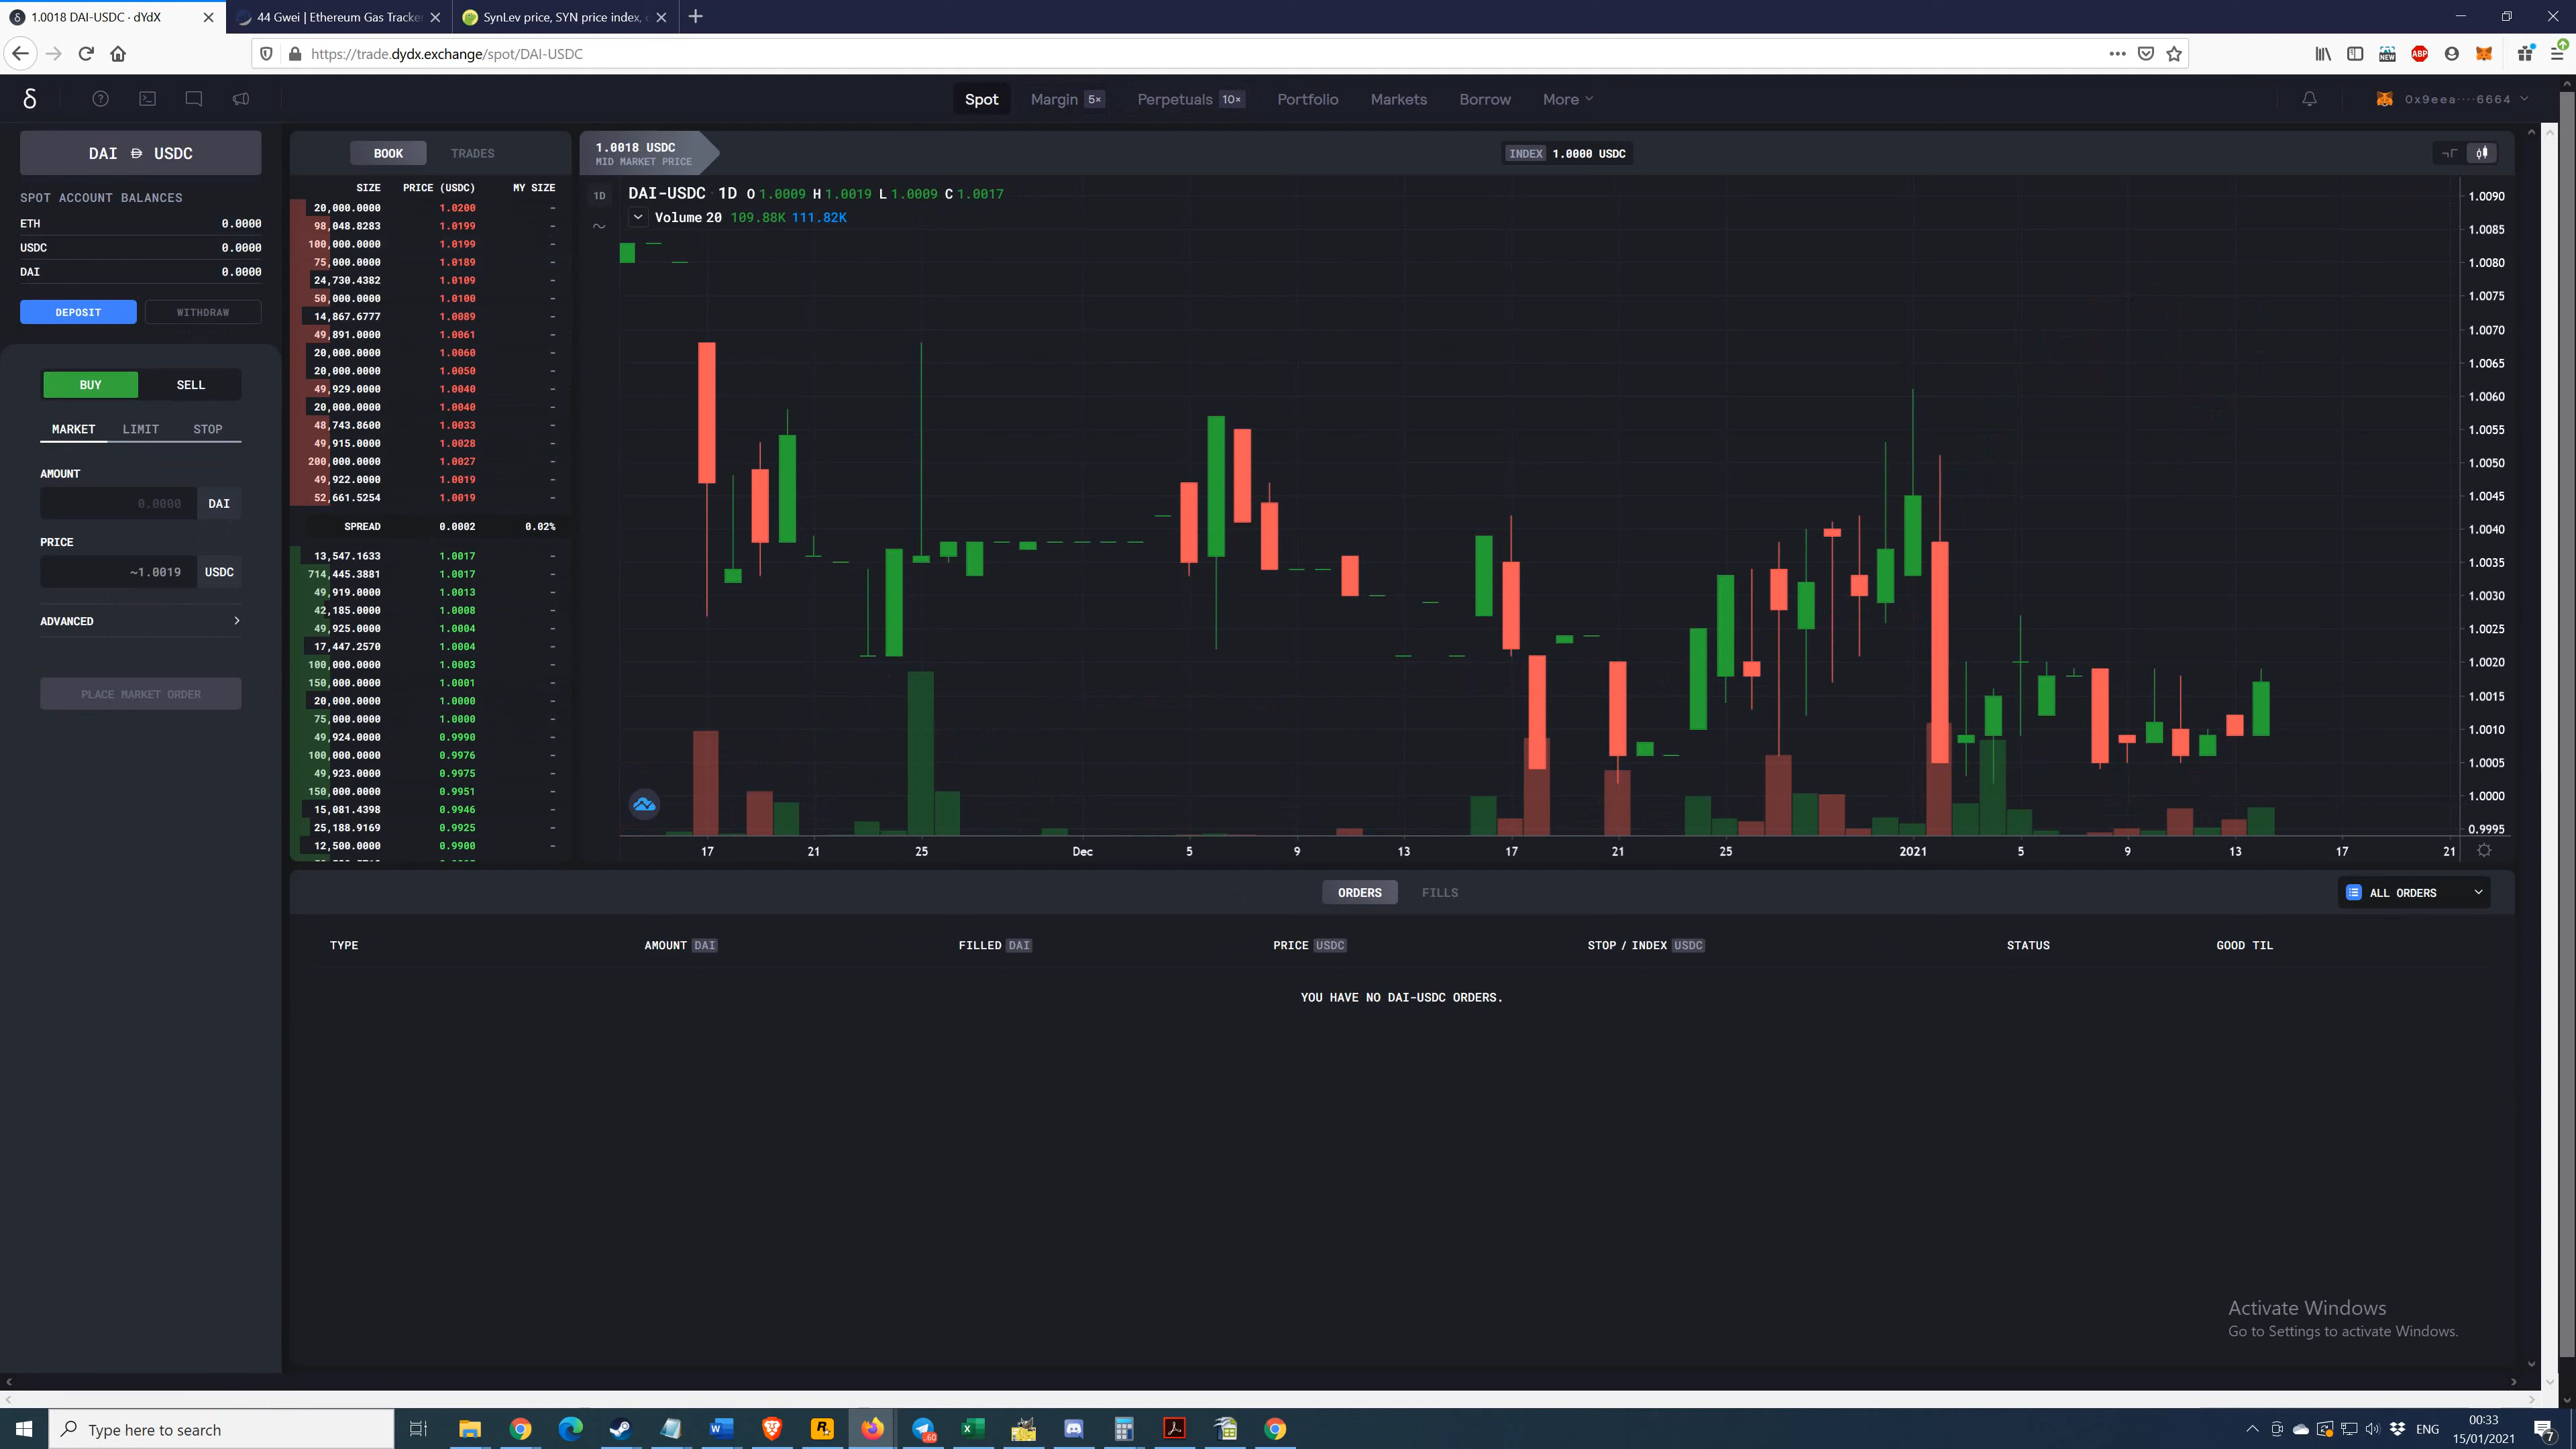 1.0018 DAI-USDC · dYdX
44 Gwei | Ethereum Gas Tracker
SynLev price, SYN price index,
https://trade.dydx.exchange/spot/DAI-USDC
Spot Margin 5× Perpetuals 10× Portfolio Markets Borrow More
0x9eea····6664
DAI USDC
SPOT ACCOUNT BALANCES
ETH 0.0000
USDC 0.0000
DAI 0.0000
DEPOSIT WITHDRAW
BUY SELL
MARKET LIMIT STOP
AMOUNT
0.0000 DAI
PRICE
~1.0019 USDC
ADVANCED
PLACE MARKET ORDER
BOOK TRADES
SIZE PRICE (USDC) MY SIZE
20,000.0000 1.0200 -
98,048.8283 1.0199 -
100,000.0000 1.0199 -
75,000.0000 1.0189 -
24,730.4382 1.0109 -
50,000.0000 1.0100 -
14,867.6777 1.0089 -
49,891.0000 1.0061 -
20,000.0000 1.0060 -
20,000.0000 1.0050 -
49,929.0000 1.0040 -
20,000.0000 1.0040 -
48,743.8600 1.0033 -
49,915.0000 1.0028 -
200,000.0000 1.0027 -
49,922.0000 1.0019 -
52,661.5254 1.0019 -
SPREAD 0.0002 0.02%
13,547.1633 1.0017 -
714,445.3881 1.0017 -
49,919.0000 1.0013 -
42,185.0000 1.0008 -
49,925.0000 1.0004 -
17,447.2570 1.0004 -
100,000.0000 1.0003 -
150,000.0000 1.0001 -
20,000.0000 1.0000 -
75,000.0000 1.0000 -
49,924.0000 0.9990 -
100,000.0000 0.9976 -
49,923.0000 0.9975 -
150,000.0000 0.9951 -
15,081.4398 0.9946 -
25,188.9169 0.9925 -
12,500.0000 0.9900 -
1.0018 USDC
MID MARKET PRICE
INDEX 1.0000 USDC
1D
DAI-USDC 1D O 1.0009 H 1.0019 L 1.0009 C 1.0017
Volume 20 109.88K 111.82K
1.0090
1.0085
1.0080
1.0075
1.0070
1.0065
1.0060
1.0055
1.0050
1.0045
1.0040
1.0035
1.0030
1.0025
1.0020
1.0015
1.0010
1.0005
1.0000
0.9995
17 21 25 Dec 5 9 13 17 21 25 2021 5 9 13 17 21
ORDERS FILLS
ALL ORDERS
TYPE AMOUNT DAI FILLED DAI PRICE USDC STOP / INDEX USDC STATUS GOOD TIL
YOU HAVE NO DAI-USDC ORDERS.
Activate Windows
Go to Settings to activate Windows.
Type here to search
ENG
00:33
15/01/2021